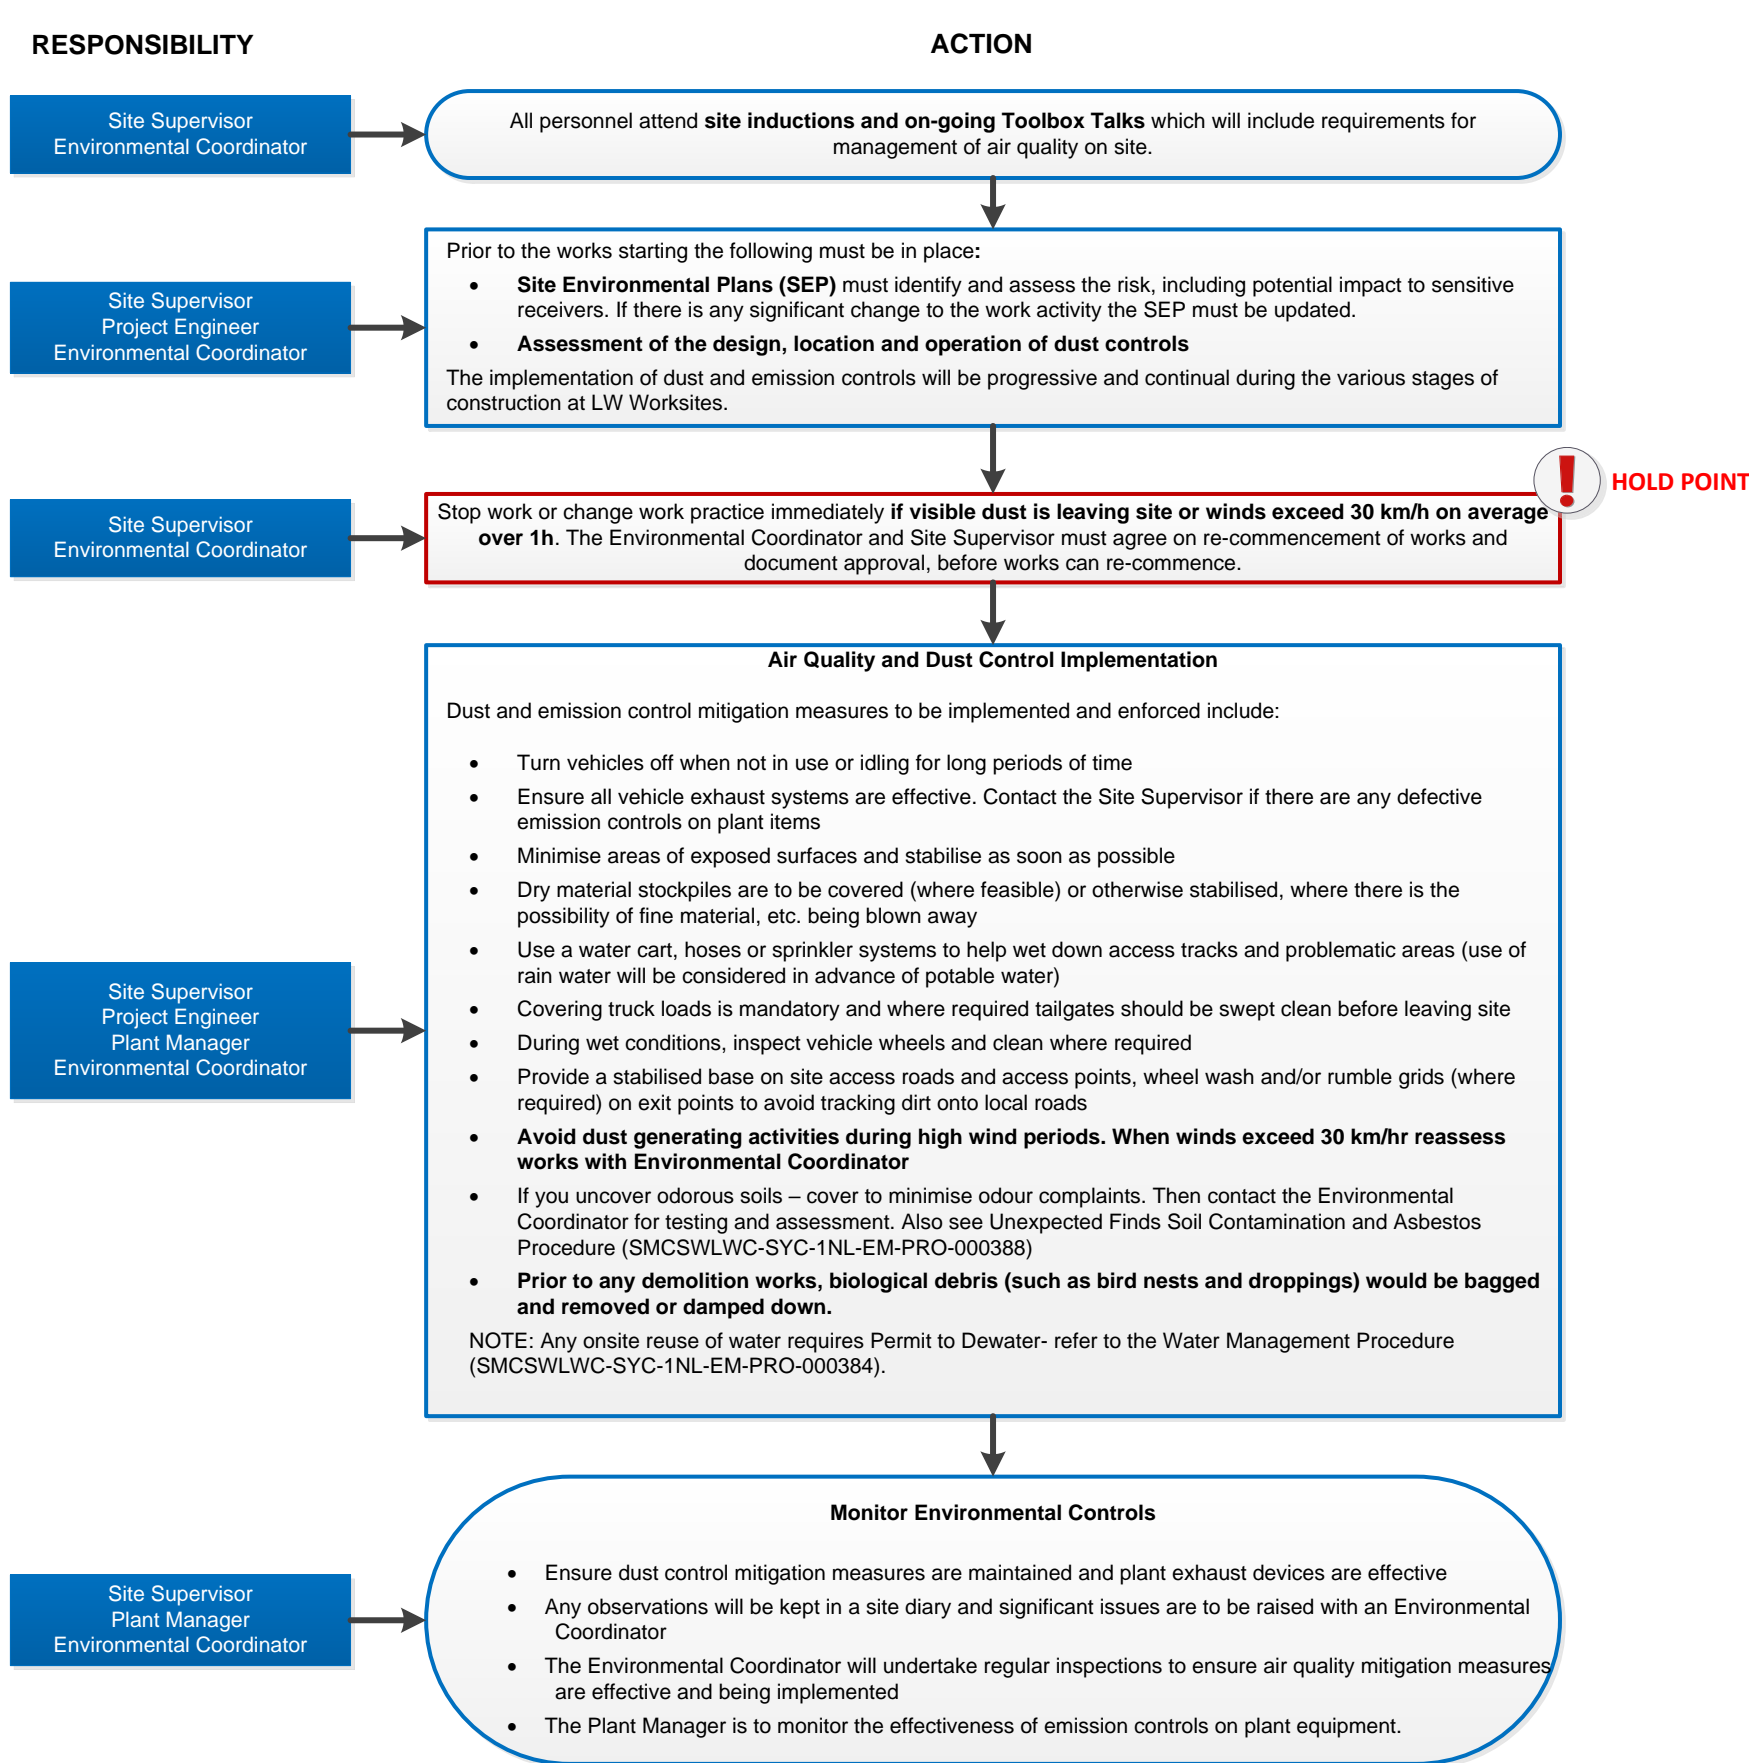 RESPONSIBILITY
ACTION
Site Supervisor
Environmental Coordinator
All personnel attend site inductions and on-going Toolbox Talks which will include requirements for
management of air quality on site.
Site Supervisor
Project Engineer
Environmental Coordinator
Prior to the works starting the following must be in place:
• Site Environmental Plans (SEP) must identify and assess the risk, including potential impact to sensitive
receivers. If there is any significant change to the work activity the SEP must be updated.
• Assessment of the design, location and operation of dust controls
The implementation of dust and emission controls will be progressive and continual during the various stages of
construction at LW Worksites.
HOLD POINT
Site Supervisor
Environmental Coordinator
Stop work or change work practice immediately if visible dust is leaving site or winds exceed 30 km/h on average
over 1h. The Environmental Coordinator and Site Supervisor must agree on re-commencement of works and
document approval, before works can re-commence.
Site Supervisor
Project Engineer
Plant Manager
Environmental Coordinator
Air Quality and Dust Control Implementation
Dust and emission control mitigation measures to be implemented and enforced include:
• Turn vehicles off when not in use or idling for long periods of time
• Ensure all vehicle exhaust systems are effective. Contact the Site Supervisor if there are any defective
emission controls on plant items
• Minimise areas of exposed surfaces and stabilise as soon as possible
• Dry material stockpiles are to be covered (where feasible) or otherwise stabilised, where there is the
possibility of fine material, etc. being blown away
• Use a water cart, hoses or sprinkler systems to help wet down access tracks and problematic areas (use of
rain water will be considered in advance of potable water)
• Covering truck loads is mandatory and where required tailgates should be swept clean before leaving site
• During wet conditions, inspect vehicle wheels and clean where required
• Provide a stabilised base on site access roads and access points, wheel wash and/or rumble grids (where
required) on exit points to avoid tracking dirt onto local roads
• Avoid dust generating activities during high wind periods. When winds exceed 30 km/hr reassess
works with Environmental Coordinator
• If you uncover odorous soils – cover to minimise odour complaints. Then contact the Environmental
Coordinator for testing and assessment. Also see Unexpected Finds Soil Contamination and Asbestos
Procedure (SMCSWLWC-SYC-1NL-EM-PRO-000388)
• Prior to any demolition works, biological debris (such as bird nests and droppings) would be bagged
and removed or damped down.
NOTE: Any onsite reuse of water requires Permit to Dewater- refer to the Water Management Procedure
(SMCSWLWC-SYC-1NL-EM-PRO-000384).
Site Supervisor
Plant Manager
Environmental Coordinator
Monitor Environmental Controls
• Ensure dust control mitigation measures are maintained and plant exhaust devices are effective
• Any observations will be kept in a site diary and significant issues are to be raised with an Environmental
Coordinator
• The Environmental Coordinator will undertake regular inspections to ensure air quality mitigation measures
are effective and being implemented
• The Plant Manager is to monitor the effectiveness of emission controls on plant equipment.